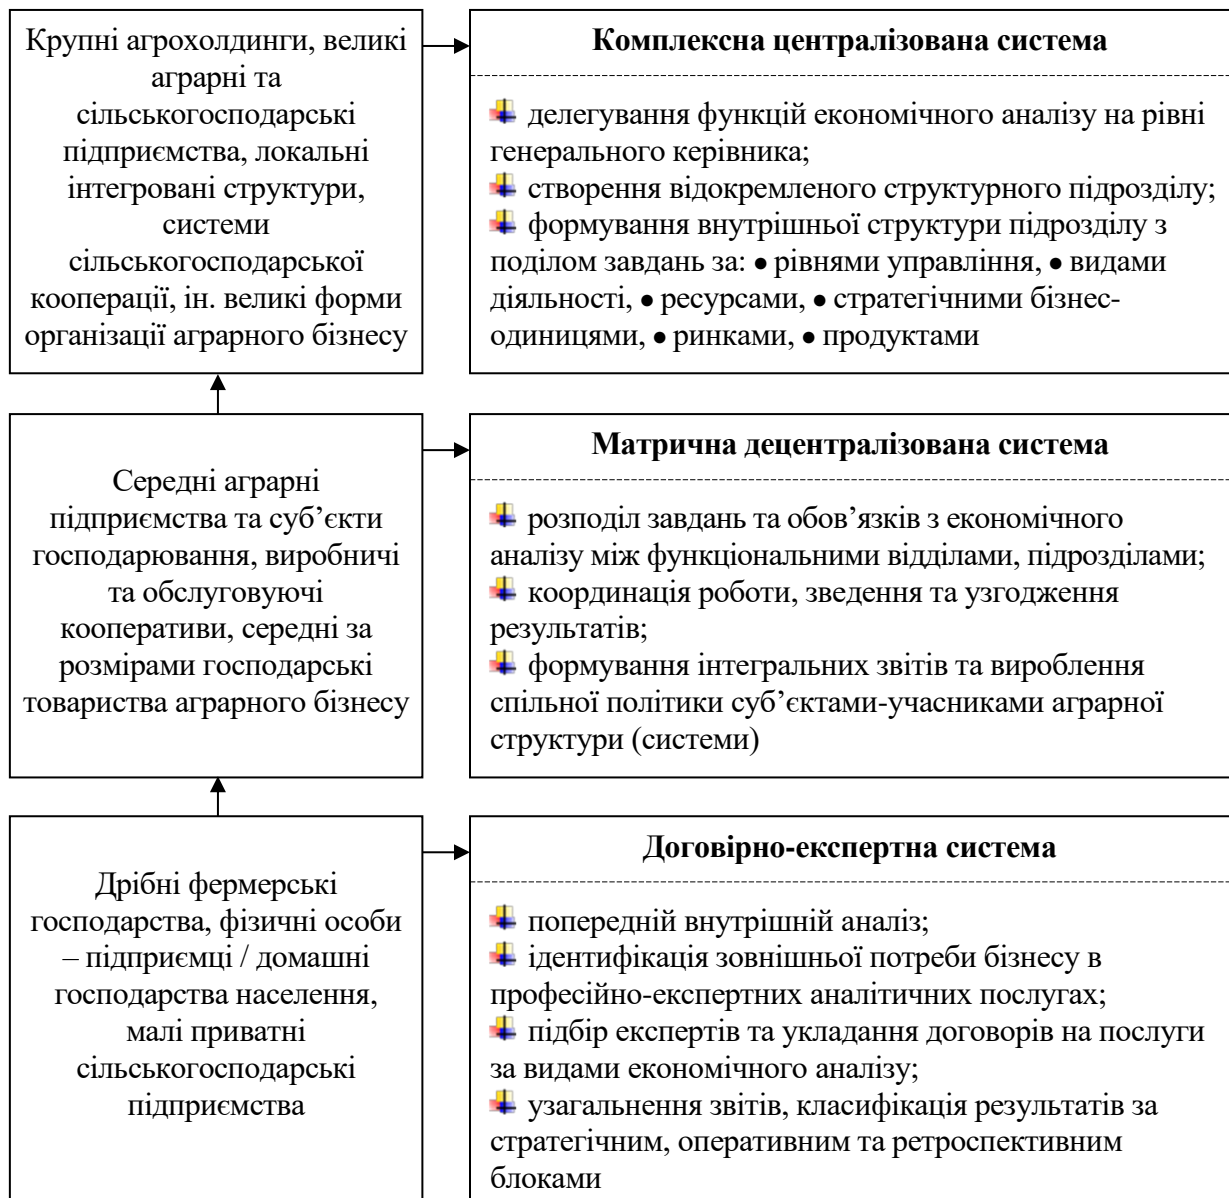 Крупні агрохолдинги, великі
аграрні та
сільськогосподарські
підприємства, локальні
інтегровані структури,
системи
сільськогосподарської
кооперації, ін. великі форми
організації аграрного бізнесу
Комплексна централізована система
делегування функцій економічного аналізу на рівні
генерального керівника;
створення відокремленого структурного підрозділу;
формування внутрішньої структури підрозділу з
поділом завдань за: ● рівнями управління, ● видами
діяльності, ● ресурсами, ● стратегічними бізнес-
одиницями, ● ринками, ● продуктами
Середні аграрні
підприємства та суб’єкти
господарювання, виробничі
та обслуговуючі
кооперативи, середні за
розмірами господарські
товариства аграрного бізнесу
Матрична децентралізована система
розподіл завдань та обов’язків з економічного
аналізу між функціональними відділами, підрозділами;
координація роботи, зведення та узгодження
результатів;
формування інтегральних звітів та вироблення
спільної політики суб’єктами-учасниками аграрної
структури (системи)
Дрібні фермерські
господарства, фізичні особи
– підприємці / домашні
господарства населення,
малі приватні
сільськогосподарські
підприємства
Договірно-експертна система
попередній внутрішній аналіз;
ідентифікація зовнішньої потреби бізнесу в
професійно-експертних аналітичних послугах;
підбір експертів та укладання договорів на послуги
за видами економічного аналізу;
узагальнення звітів, класифікація результатів за
стратегічним, оперативним та ретроспективним
блоками